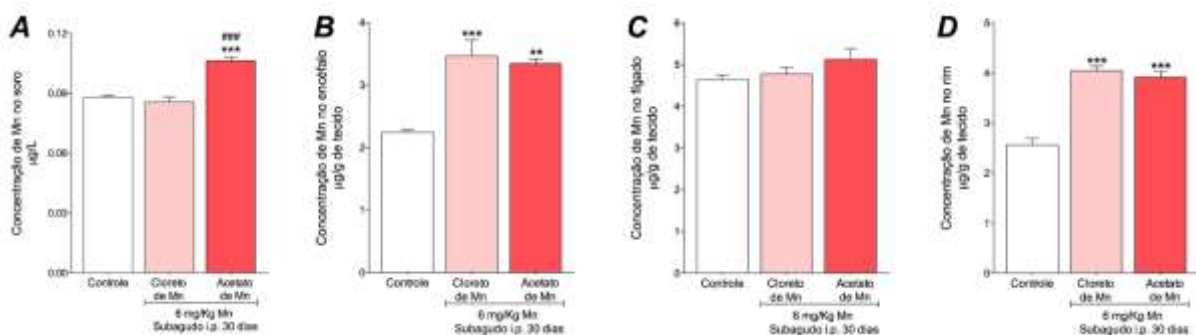 A
Concentração de Mn no soro
µg/L
0.12
0.09
0.06
0.03
0.00
###
***
Controle
Cloreto
de Mn
Acetato
de Mn
6 mg/Kg Mn
Subagudo i.p. 30 dias
B
Concentração de Mn no encéfalo
µg/g de tecido
4
3
2
1
0
***
**
Controle
Cloreto
de Mn
Acetato
de Mn
6 mg/Kg Mn
Subagudo i.p. 30 dias
C
Concentração de Mn no fígado
µg/g de tecido
6
5
4
3
2
1
0
Controle
Cloreto
de Mn
Acetato
de Mn
6 mg/Kg Mn
Subagudo i.p. 30 dias
D
Concentração de Mn no rim
µg/g de tecido
5
4
3
2
1
0
***
***
Controle
Cloreto
de Mn
Acetato
de Mn
6 mg/Kg Mn
Subagudo i.p. 30 dias